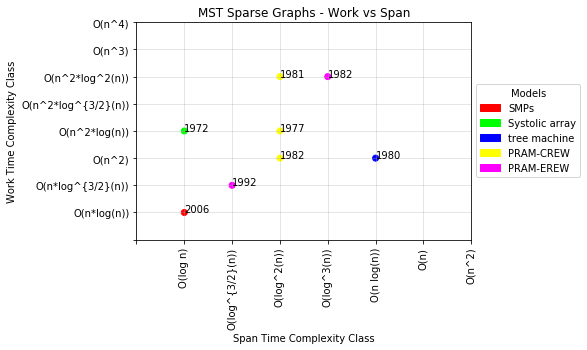 MST Sparse Graphs - Work vs Span
Work Time Complexity Class
O(n^4)
O(n^3)
O(n^2*log^2(n))
O(n^2*log^{3/2}(n))
O(n^2*log(n))
O(n^2)
O(n*log^{3/2}(n))
O(n*log(n))
1981
1982
1972
1977
1982
1980
1992
2006
O(log n)
O(log^{3/2}(n))
O(log^2(n))
O(log^3(n))
O(n log(n))
O(n)
O(n^2)
Span Time Complexity Class
Models
SMPs
Systolic array
tree machine
PRAM-CREW
PRAM-EREW